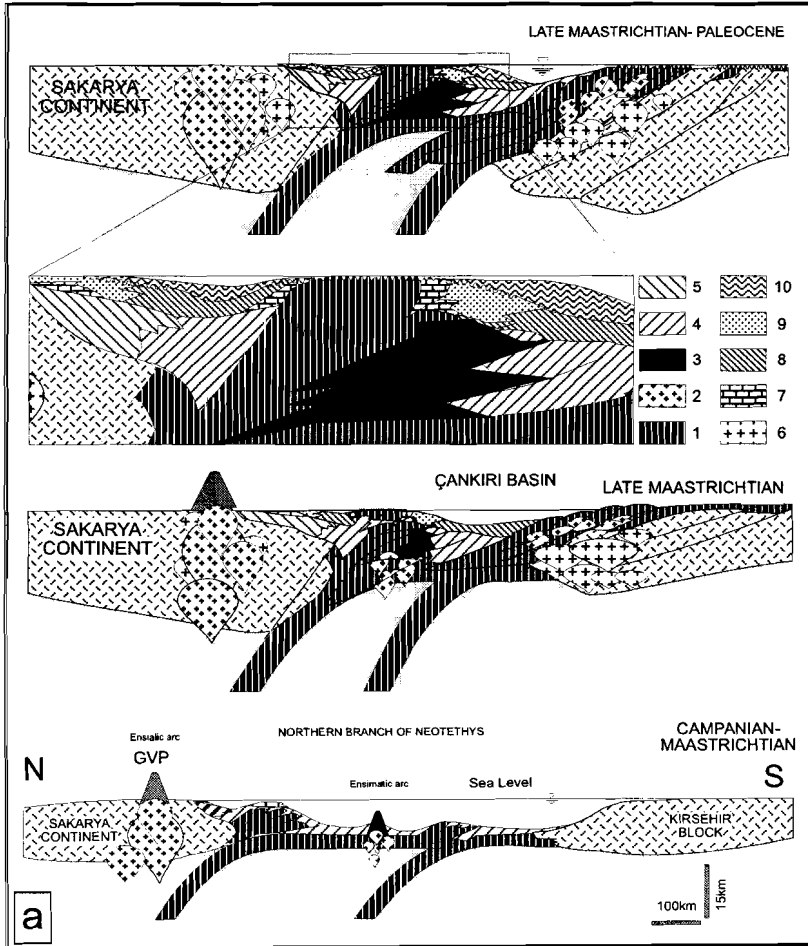 LATE MAASTRICHTIAN- PALEOCENE
SAKARYA
CONTINENT
5 10
4 9
3 8
2 7
1 6
ÇANKIRI BASIN
LATE MAASTRICHTIAN
SAKARYA
CONTINENT
Ensialic arc
GVP
NORTHERN BRANCH OF NEOTETHYS
CAMPANIAN-
MAASTRICHTIAN
N
S
Ensimatic arc
Sea Level
SAKARYA
CONTINENT
KIRSEHIR
BLOCK
100km
15km
a